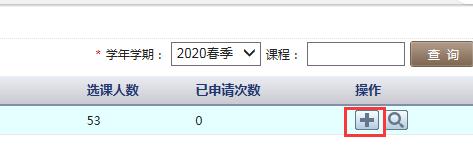 * 学年学期： 2020春季 课程： 查 询
选课人数 已申请次数 操作
53 0